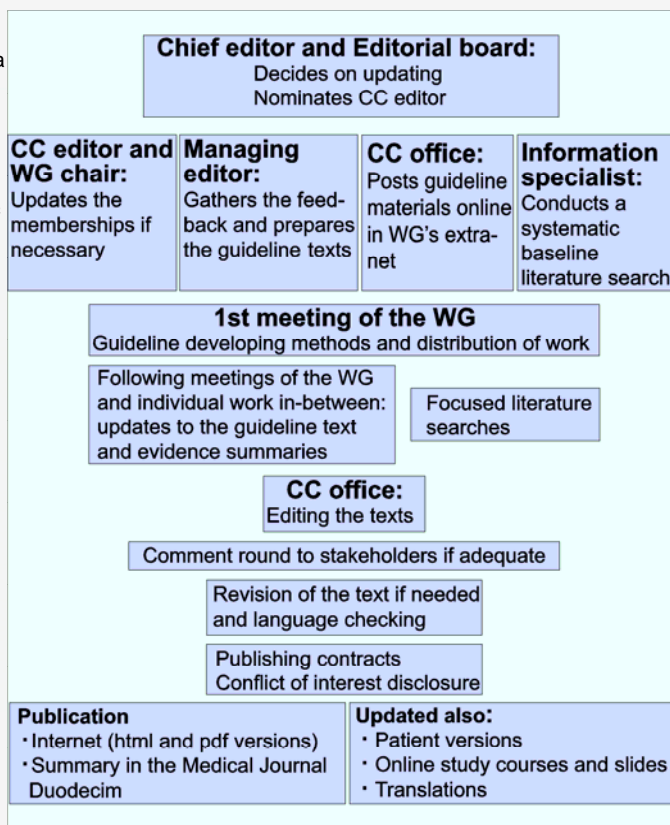 a
Chief editor and Editorial board:
Decides on updating
Nominates CC editor
CC editor and
WG chair:
Updates the
memberships if
necessary
Managing
editor:
Gathers the feed-
back and prepares
the guideline texts
CC office:
Posts guideline
materials online
in WG's extra-
net
Information
specialist:
Conducts a
systematic
baseline
literature search
1st meeting of the WG
Guideline developing methods and distribution of work
Following meetings of the WG
and individual work in-between:
updates to the guideline text
and evidence summaries
Focused literature
searches
CC office:
Editing the texts
Comment round to stakeholders if adequate
Revision of the text if needed
and language checking
Publishing contracts
Conflict of interest disclosure
Publication
· Internet (html and pdf versions)
· Summary in the Medical Journal
Duodecim
Updated also:
· Patient versions
· Online study courses and slides
· Translations